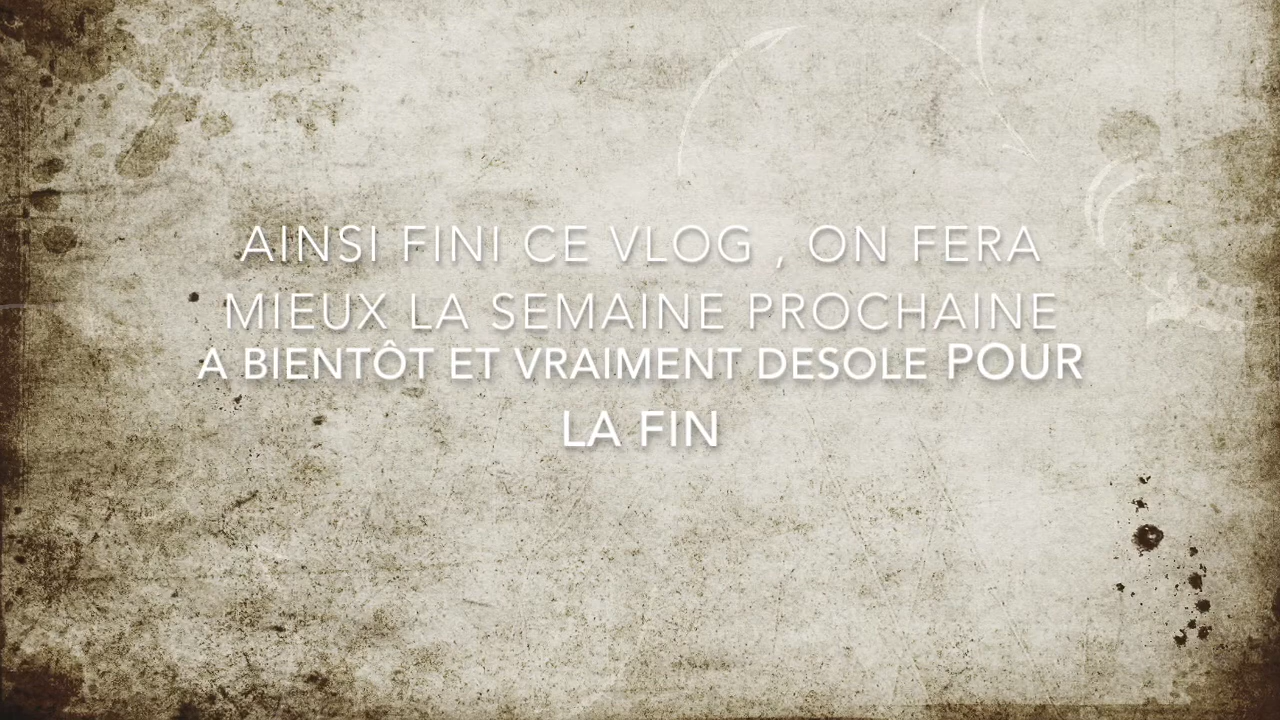 AINSI FINI CE VLOG , ON FERA
MIEUX LA SEMAINE PROCHAINE
A BIENTÔT ET VRAIMENT DESOLE POUR
LA FIN